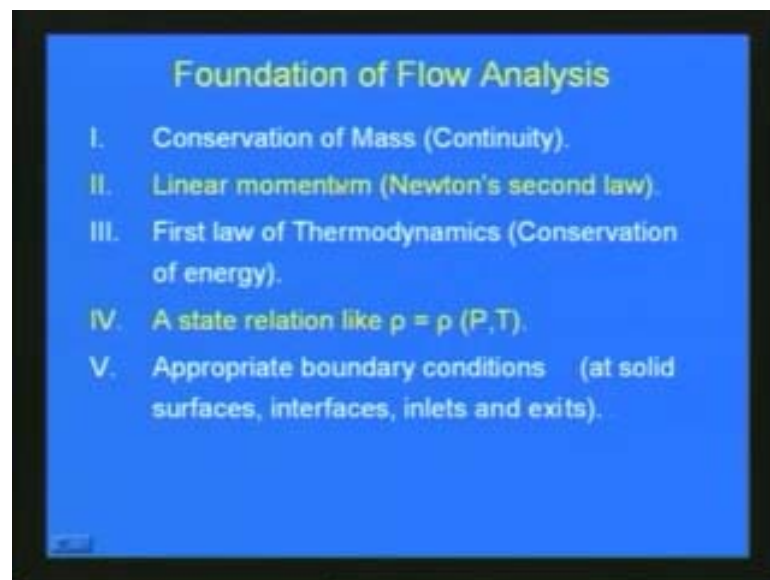 Foundation of Flow Analysis
I. Conservation of Mass (Continuity).
II. Linear momentum (Newton's second law).
III. First law of Thermodynamics (Conservation
of energy).
IV. A state relation like ρ = ρ (P,T).
V. Appropriate boundary conditions (at solid
surfaces, interfaces, inlets and exits).